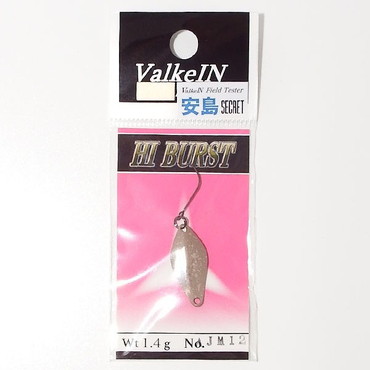 ValkeIN
ValkeIN Field Tester
安島 SECRET
HI BURST
Wt 1.4g No. JM12